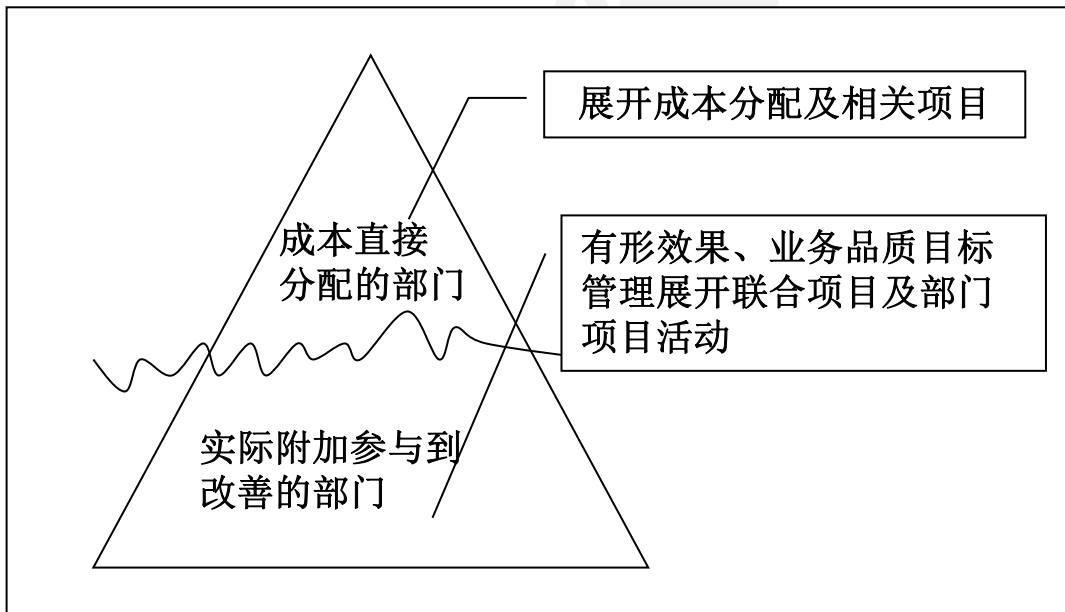 展开成本分配及相关项目
成本直接
分配的部门
有形效果、业务品质目标
管理展开联合项目及部门
项目活动
实际附加参与到
改善的部门